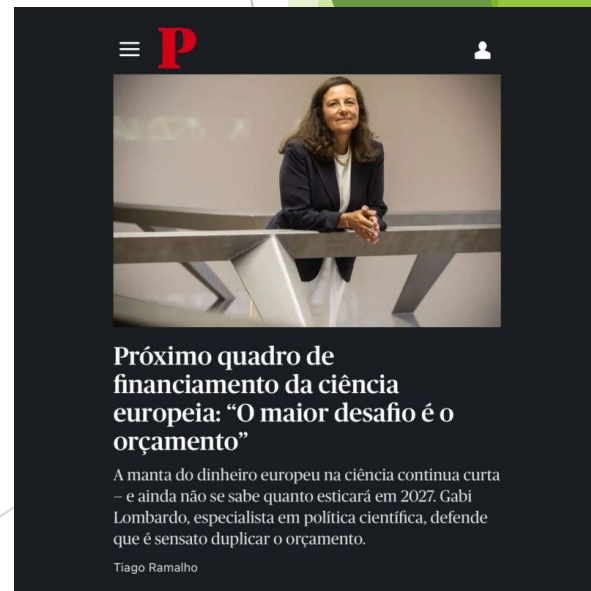 P
Próximo quadro de
financiamento da ciência
europeia: “O maior desafio é o
orçamento”
A manta do dinheiro europeu na ciência continua curta
– e ainda não se sabe quanto esticará em 2027. Gabi
Lombardo, especialista em política científica, defende
que é sensato duplicar o orçamento.
Tiago Ramalho